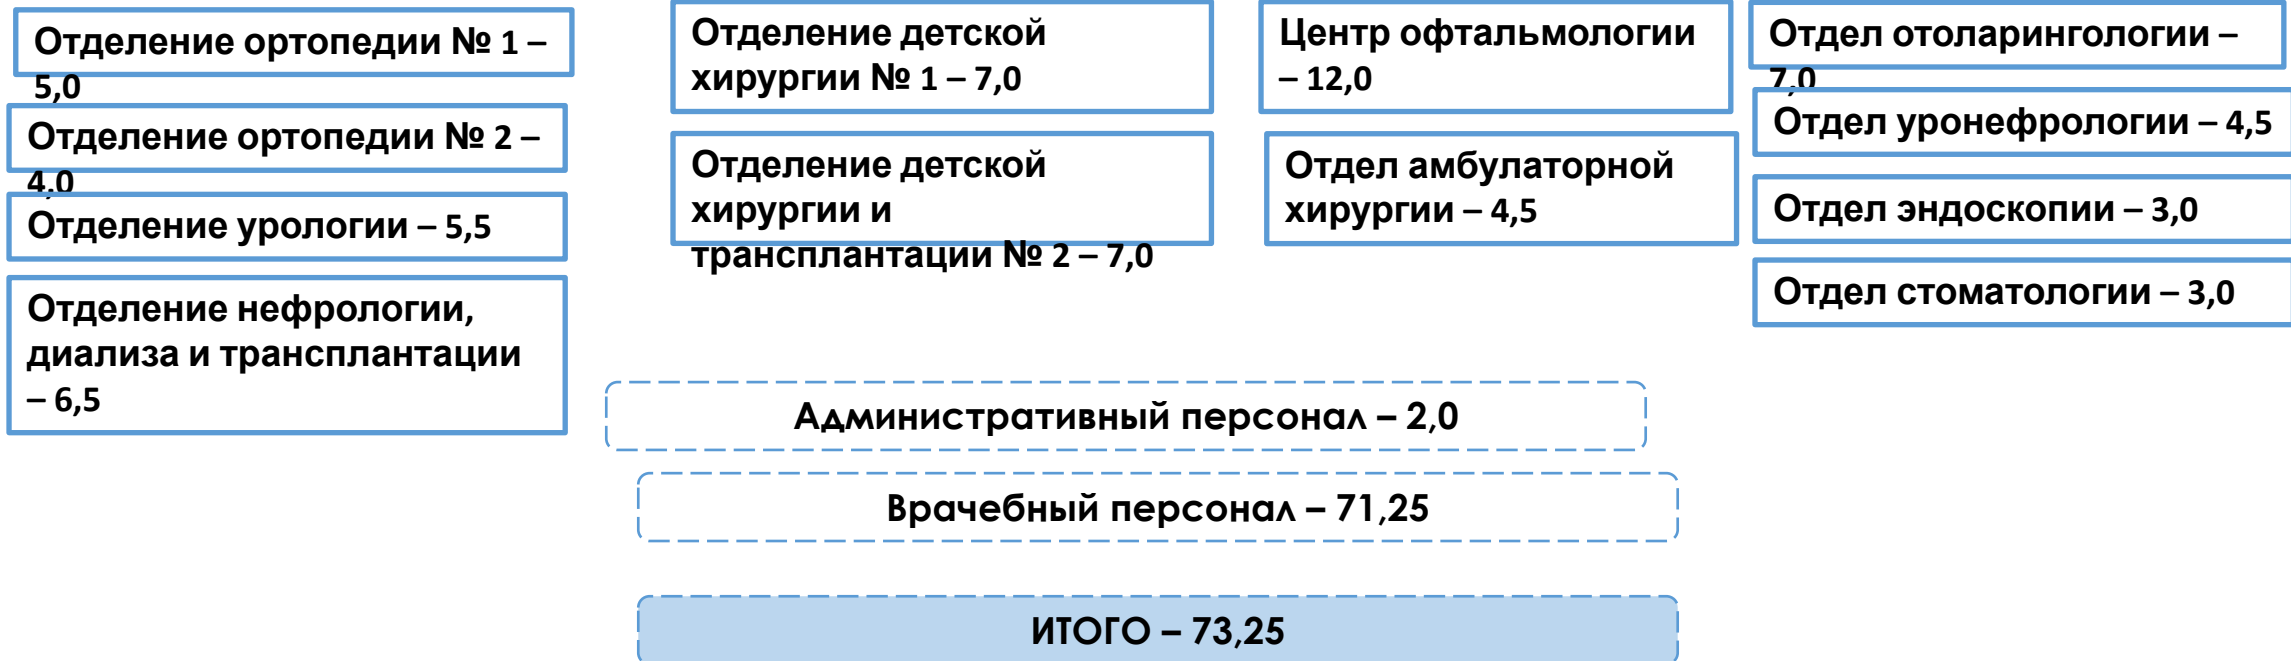 Отделение ортопедии № 1 –
5,0
Отделение ортопедии № 2 –
4,0
Отделение урологии – 5,5
Отделение нефрологии,
диализа и трансплантации
– 6,5
Отделение детской
хирургии № 1 – 7,0
Отделение детской
хирургии и
трансплантации № 2 – 7,0
Центр офтальмологии
– 12,0
Отдел амбулаторной
хирургии – 4,5
Отдел отоларингологии –
7,0
Отдел уронефрологии – 4,5
Отдел эндоскопии – 3,0
Отдел стоматологии – 3,0
Административный персонал – 2,0
Врачебный персонал – 71,25
ИТОГО – 73,25